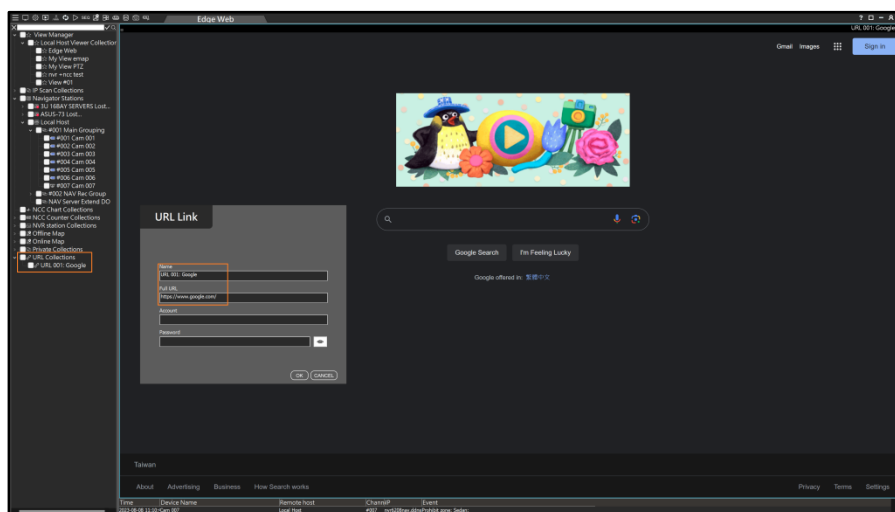 Edge Web
View Manager
Local Host Viewer Collection
Edge Web
My View emap
My View PTZ
nvr +ncc test
View #01
IP Scan Collections
Navigator Stations
3U 16BAY SERVERS Lost...
ASUS-73 Lost...
Local Host
#001 Main Grouping
#001 Cam 001
#002 Cam 002
#003 Cam 003
#004 Cam 004
#005 Cam 005
#006 Cam 006
#007 Cam 007
#002 NAV Rec Group
NAV Server Extend DO
NCC Chart Collections
NCC Counter Collections
NVR station Collections
Offline Map
Online Map
Private Collections
URL Collections
URL 001: Google
URL 001: Google
Gmail Images Sign in
URL Link
Name
URL 001: Google
Full URL
https://www.google.com/
Account
Password
OK CANCEL
Google Search I'm Feeling Lucky
Google offered in: 繁體中文
Taiwan
About Advertising Business How Search works Privacy Terms Settings
Time Device Name Remote host Event
Cam 007 Local Host #007